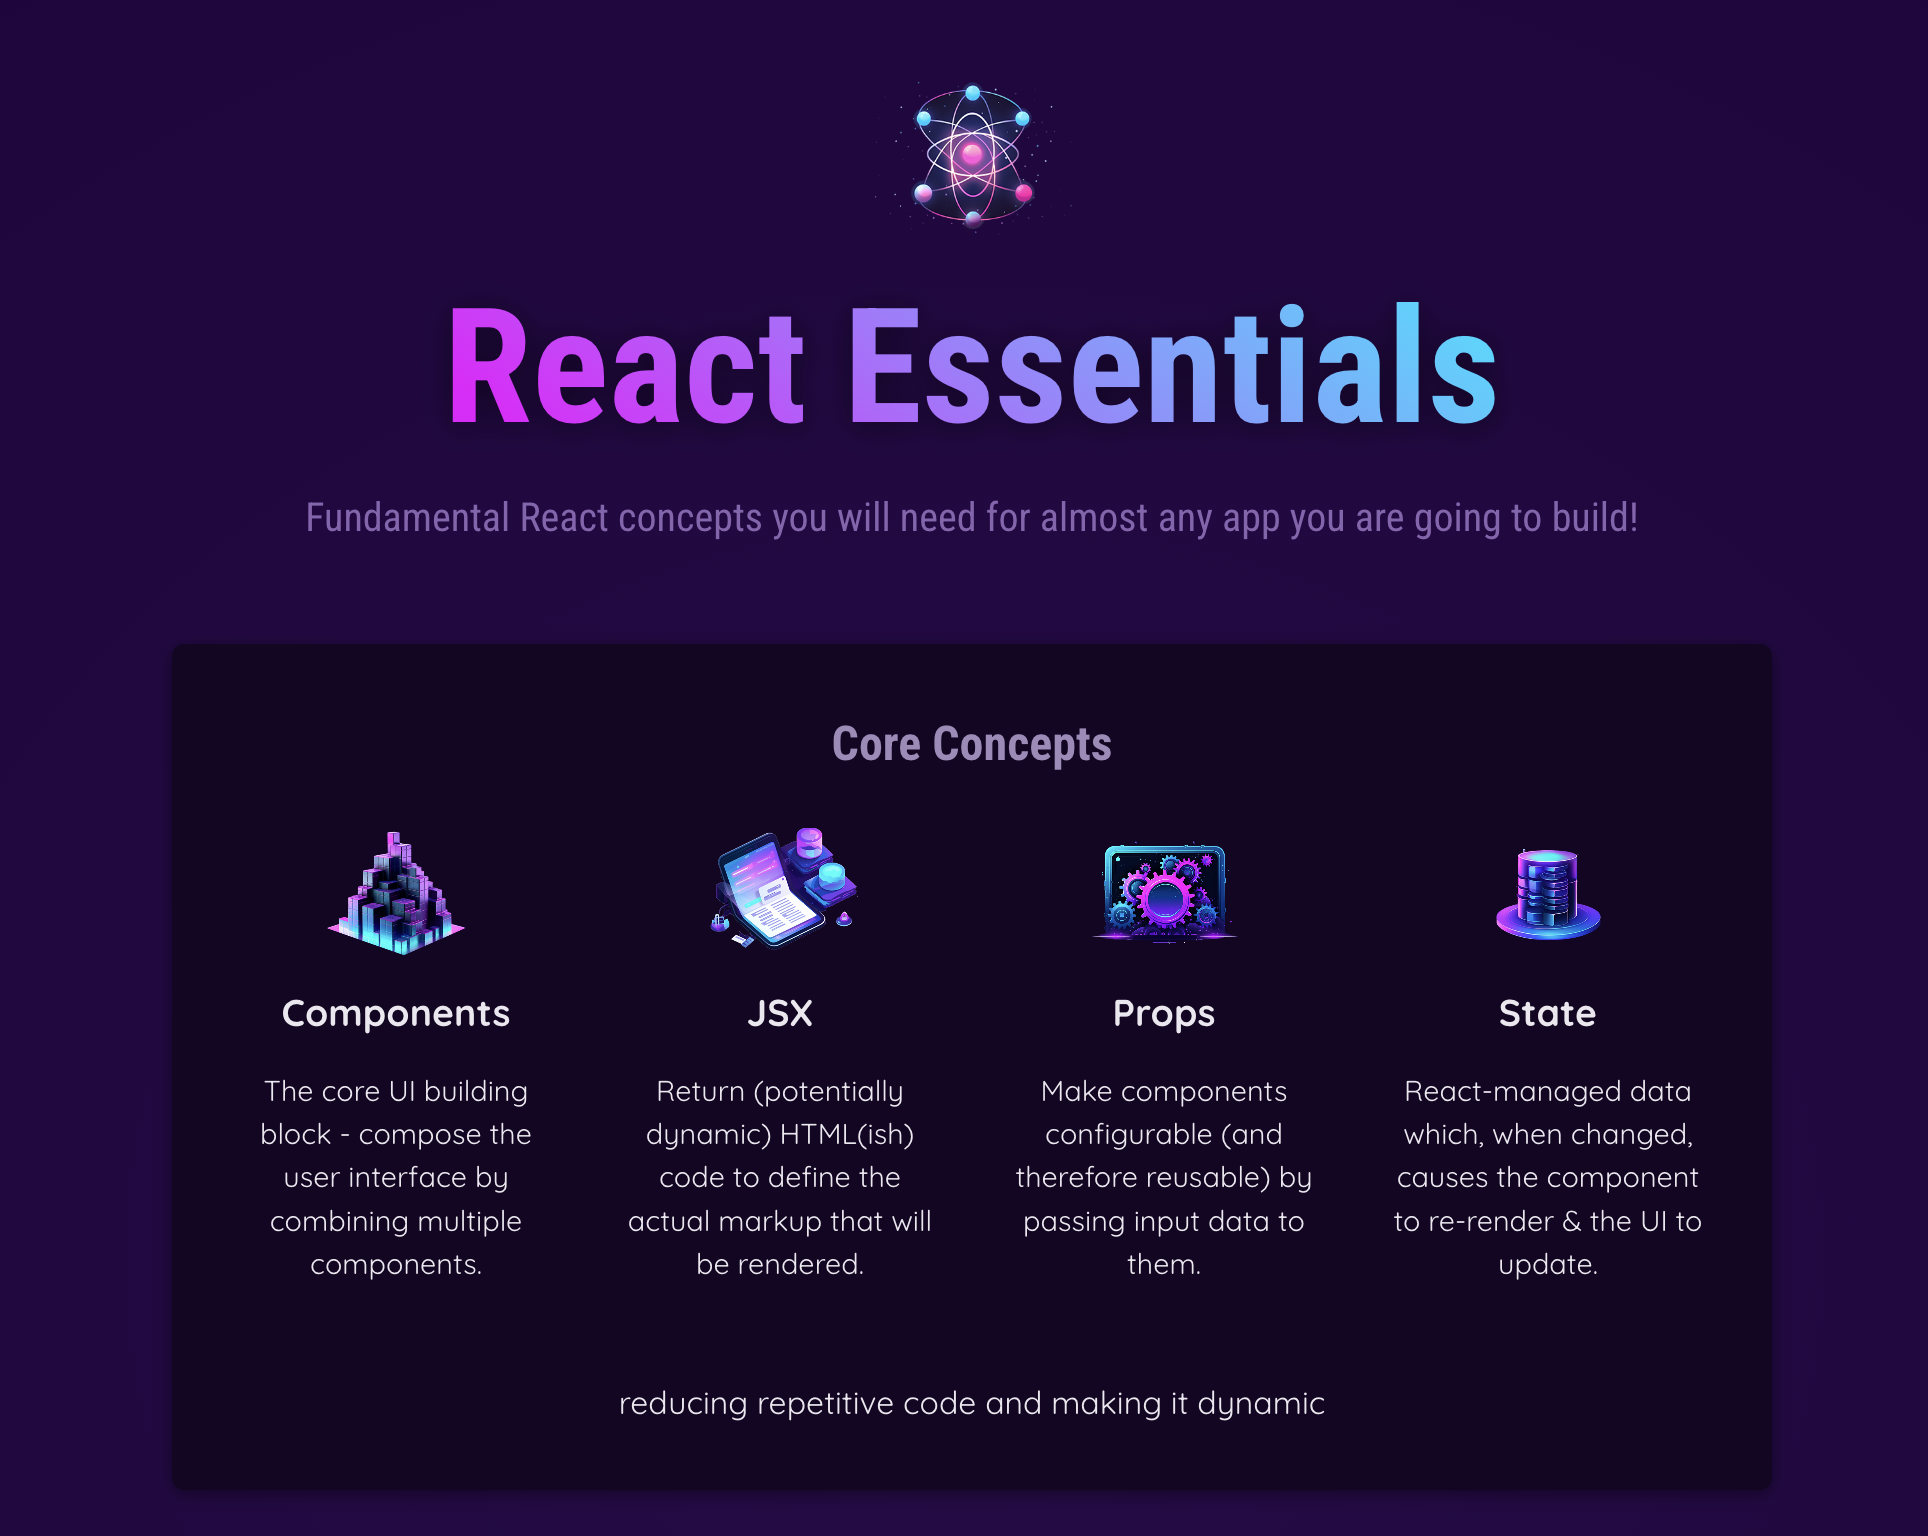 React Essentials
Fundamental React concepts you will need for almost any app you are going to build!
Core Concepts
Components
The core UI building
block - compose the
user interface by
combining multiple
components.
JSX
Return (potentially
dynamic) HTML(ish)
code to define the
actual markup that will
be rendered.
Props
Make components
configurable (and
therefore reusable) by
passing input data to
them.
State
React-managed data
which, when changed,
causes the component
to re-render & the UI to
update.
reducing repetitive code and making it dynamic